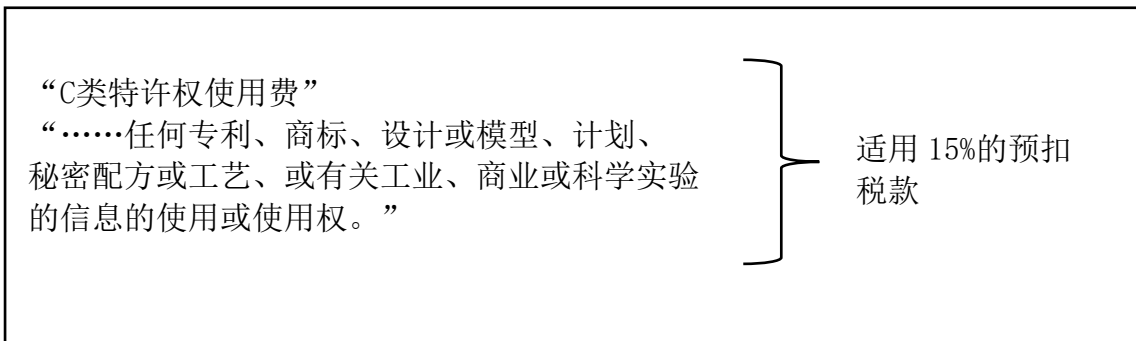 “C类特许权使用费”
“……任何专利、商标、设计或模型、计划、
秘密配方或工艺、或有关工业、商业或科学实验
的信息的使用或使用权。”
适用 15%的预扣
税款